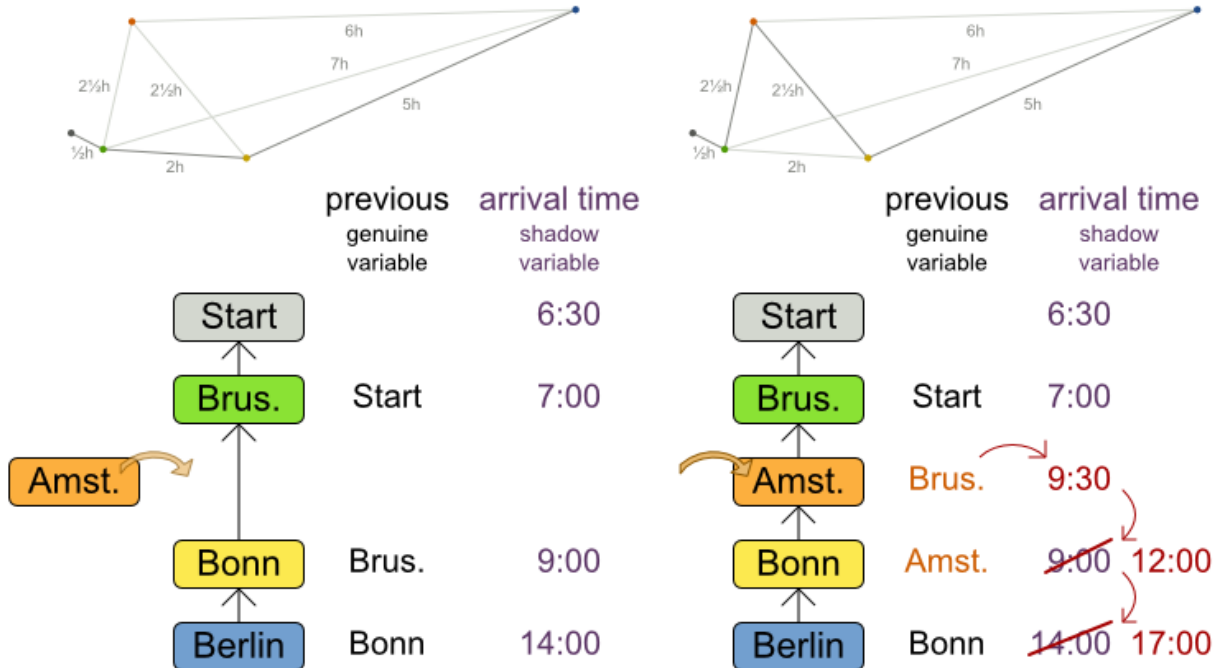 6h 6h
7h 7h
2½h 2½h 2½h 2½h
5h 5h
½h ½h
2h 2h
previous arrival time previous arrival time
genuine shadow genuine shadow
variable variable variable variable
Start 6:30 Start 6:30
Brus. Start 7:00 Brus. Start 7:00
Amst. Amst. Brus. 9:30
Bonn Brus. 9:00 Bonn Amst. 9:00 12:00
Berlin Bonn 14:00 Berlin Bonn 14:00 17:00